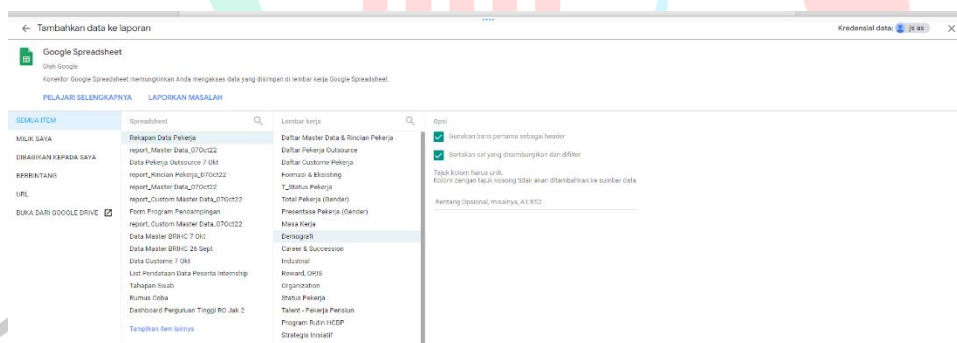 Tambahkan data ke laporan
Kredensial data:
Google Spreadsheet
Oleh Google
Konektor Google Spreadsheet memungkinkan Anda mengakses data yang disimpan di lembar kerja Google Spreadsheet.
PELAJARI SELENGKAPNYA LAPORKAN MASALAH
SEMUA ITEM
MILIK SAYA
DIBAGIKAN KEPADA SAYA
BERBINTANG
URL
BUKA DARI GOOGLE DRIVE
Spreadsheet
Rekapan Data Pekerja
report_Master Data_07Oct22
Data Pekerja Outsource 7 Okt
report_Rincian Pekerja_07Oct22
report_Master Data_07Oct22
report_Custom Master Data_07Oct22
Form Program Pendampingan
report_Custom Master Data_07Oct22
Data Master BRIHC 7 Okt
Data Master BRIHC 26 Sept
Data Custome 7 Okt
List Pendataan Data Peserta Internship
Tahapan Swab
Rumus Coba
Dashboard Perguruan Tinggi RO Jak 2
Tampilkan item lainnya
Lembar kerja
Daftar Master Data & Rincian Pekerja
Daftar Pekerja Outsource
Daftar Custome Pekerja
Formasi & Eksisting
T_Status Pekerja
Total Pekerja (Gender)
Presentase Pekerja (Gender)
Masa Kerja
Demografi
Career & Succession
Industrial
Reward, OPJS
Organization
Status Pekerja
Talent - Pekerja Pensiun
Program Rutin HCBP
Strategis Inisiatif
Opsi
Gunakan baris pertama sebagai header
Sertakan sel yang disembunyikan dan difilter
Tajuk kolom harus unik.
Kolom dengan tajuk kosong tidak akan ditambahkan ke sumber data.
Rentang Opsional, misalnya, A1:B52